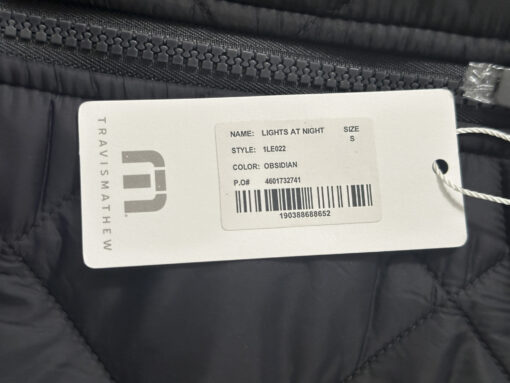 TRAVISMATHEW
NAME: LIGHTS AT NIGHT SIZE
S
STYLE: 1LE022
COLOR: OBSIDIAN
P.O# 4601732741
190388688652